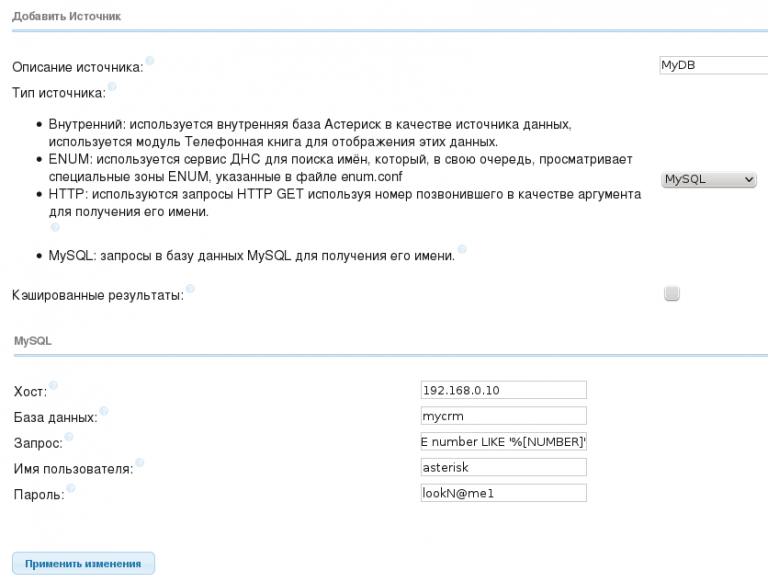 Добавить Источник
Описание источника: MyDB
Тип источника:
• Внутренний: используется внутренняя база Астериск в качестве источника данных,
используется модуль Телефонная книга для отображения этих данных.
• ENUM: используется сервис ДНС для поиска имён, который, в свою очередь, просматривает
специальные зоны ENUM, указанные в файле enum.conf
MySQL
• HTTP: используются запросы HTTP GET используя номер позвонившего в качестве аргумента
для получения его имени.
• MySQL: запросы в базу данных MySQL для получения его имени.
Кэшированные результаты:
MySQL
Хост: 192.168.0.10
База данных: mycrm
Запрос: E number LIKE '%[NUMBER]'
Имя пользователя: asterisk
Пароль: lookN@me1
Применить изменения